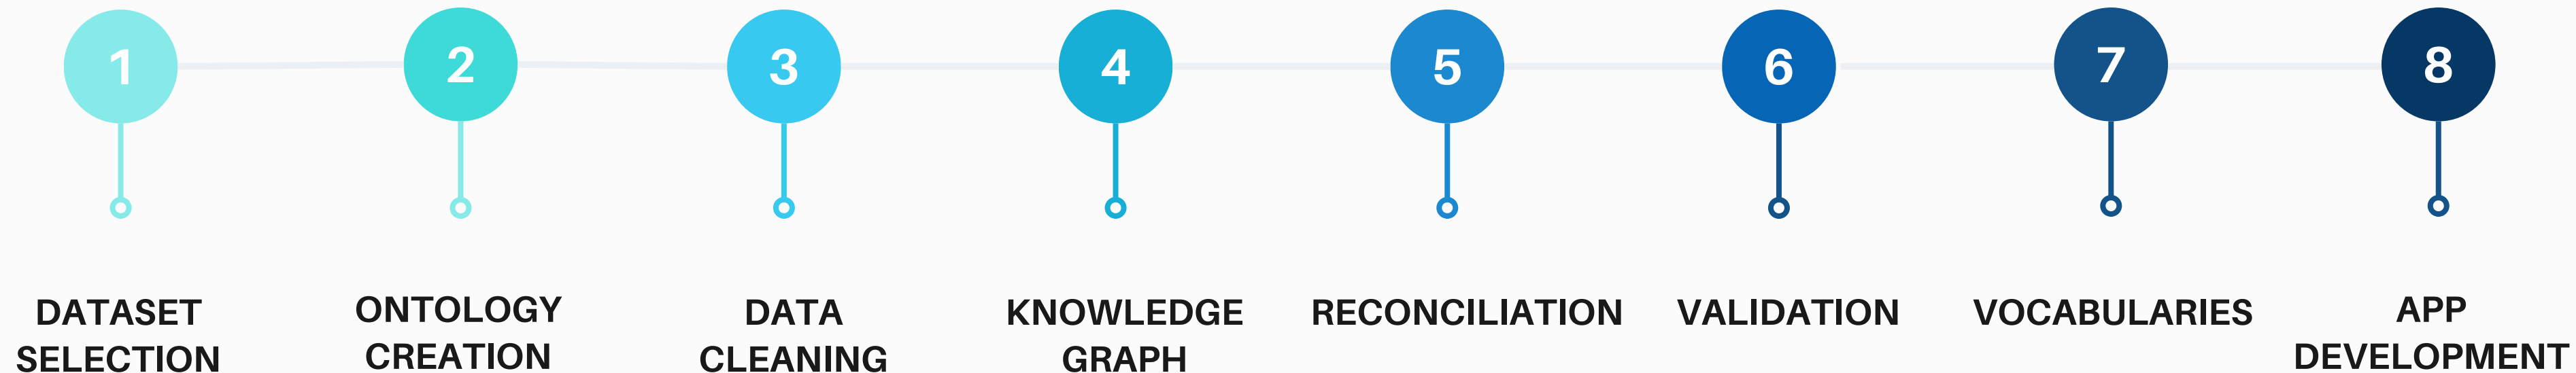 1
2
3
4
5
6
7
8
DATASET
SELECTION
ONTOLOGY
CREATION
DATA
CLEANING
KNOWLEDGE
GRAPH
RECONCILIATION
VALIDATION
VOCABULARIES
APP
DEVELOPMENT